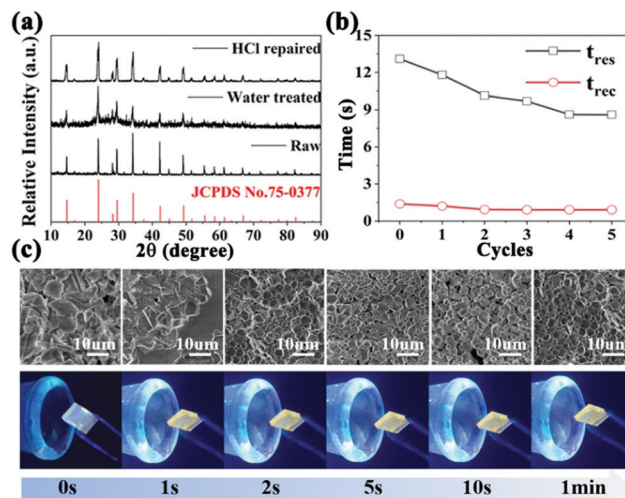 (a)
Relative Intensity (a.u.)
HCl repaired
Water treated
Raw
JCPDS No.75-0377
10 20 30 40 50 60 70 80 90
2θ (degree)
(b)
Time (s)
15
12
9
6
3
0
t_res
t_rec
0 1 2 3 4 5
Cycles
(c)
10um 10um 10um 10um 10um 10um
0s 1s 2s 5s 10s 1min